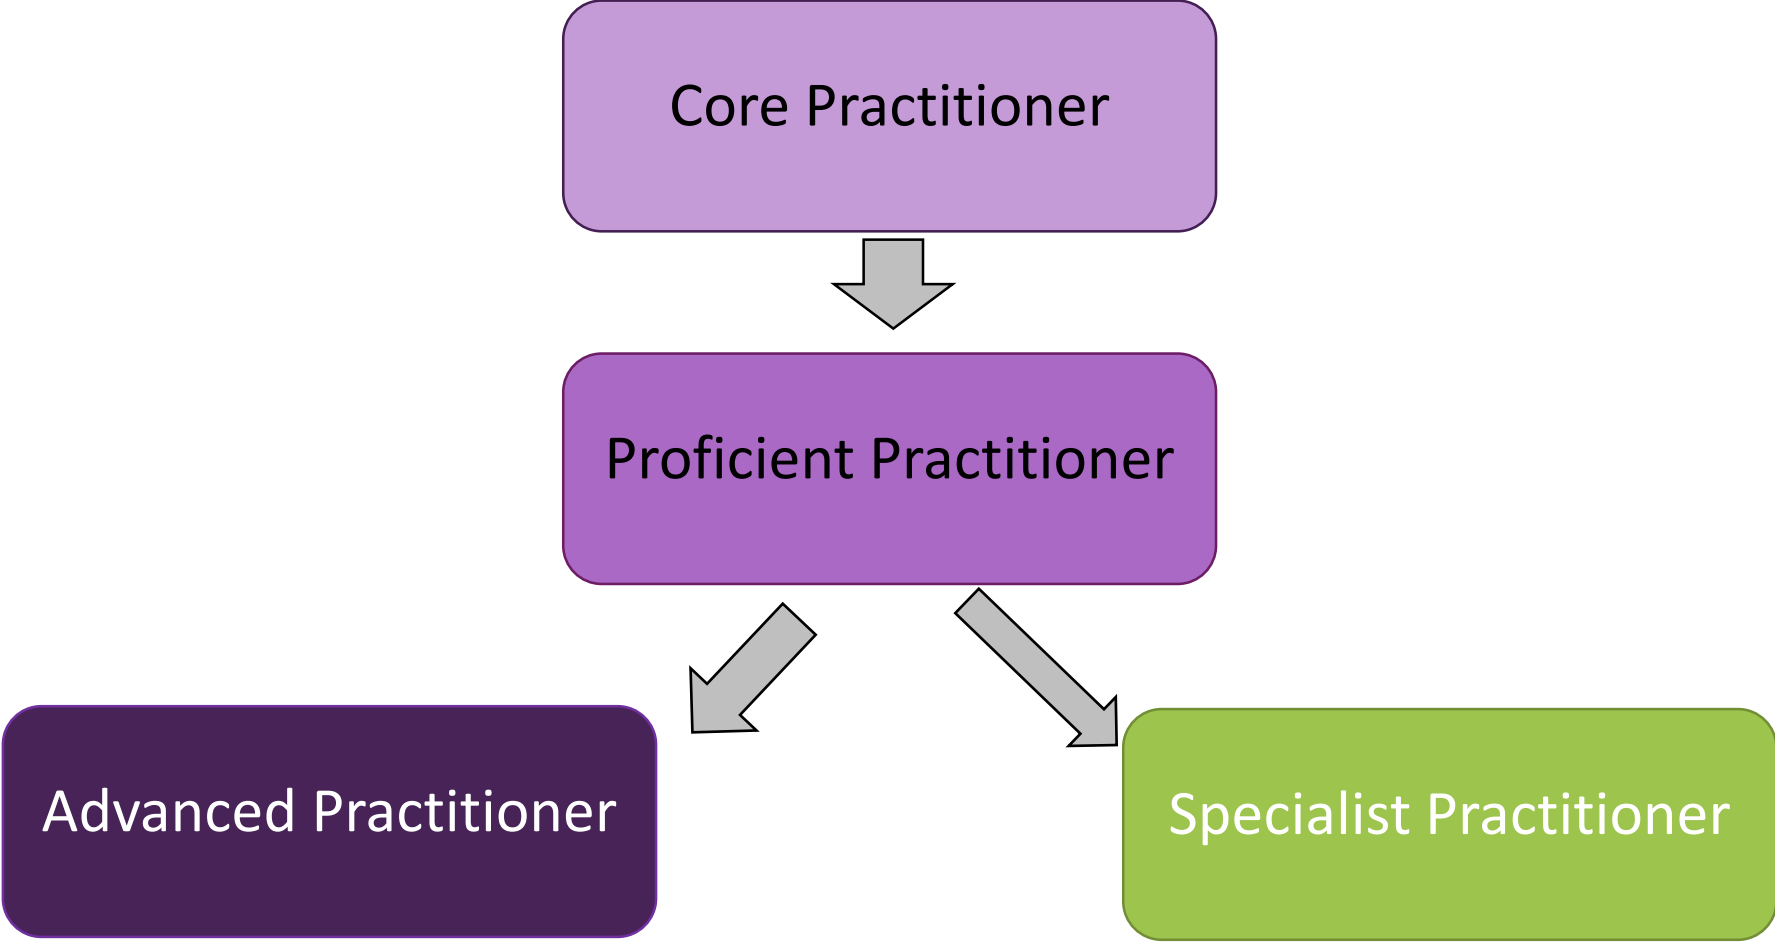 Core Practitioner
Proficient Practitioner
Advanced Practitioner
Specialist Practitioner